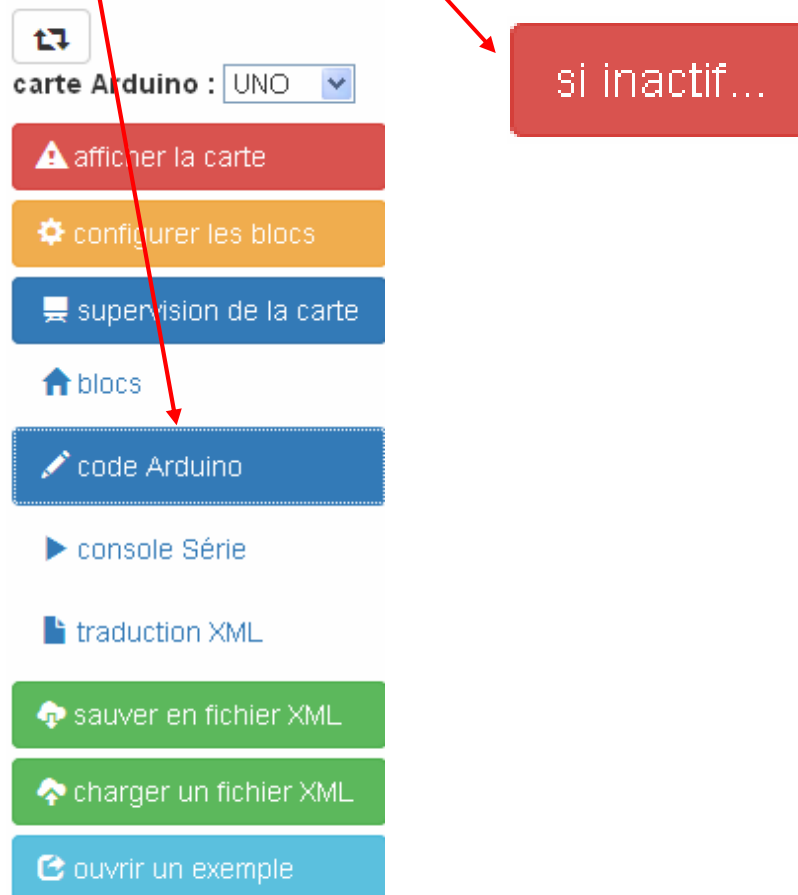 carte Arduino : UNO
si inactif...
afficher la carte
configurer les blocs
supervision de la carte
blocs
code Arduino
console Série
traduction XML
sauver en fichier XML
charger un fichier XML
ouvrir un exemple